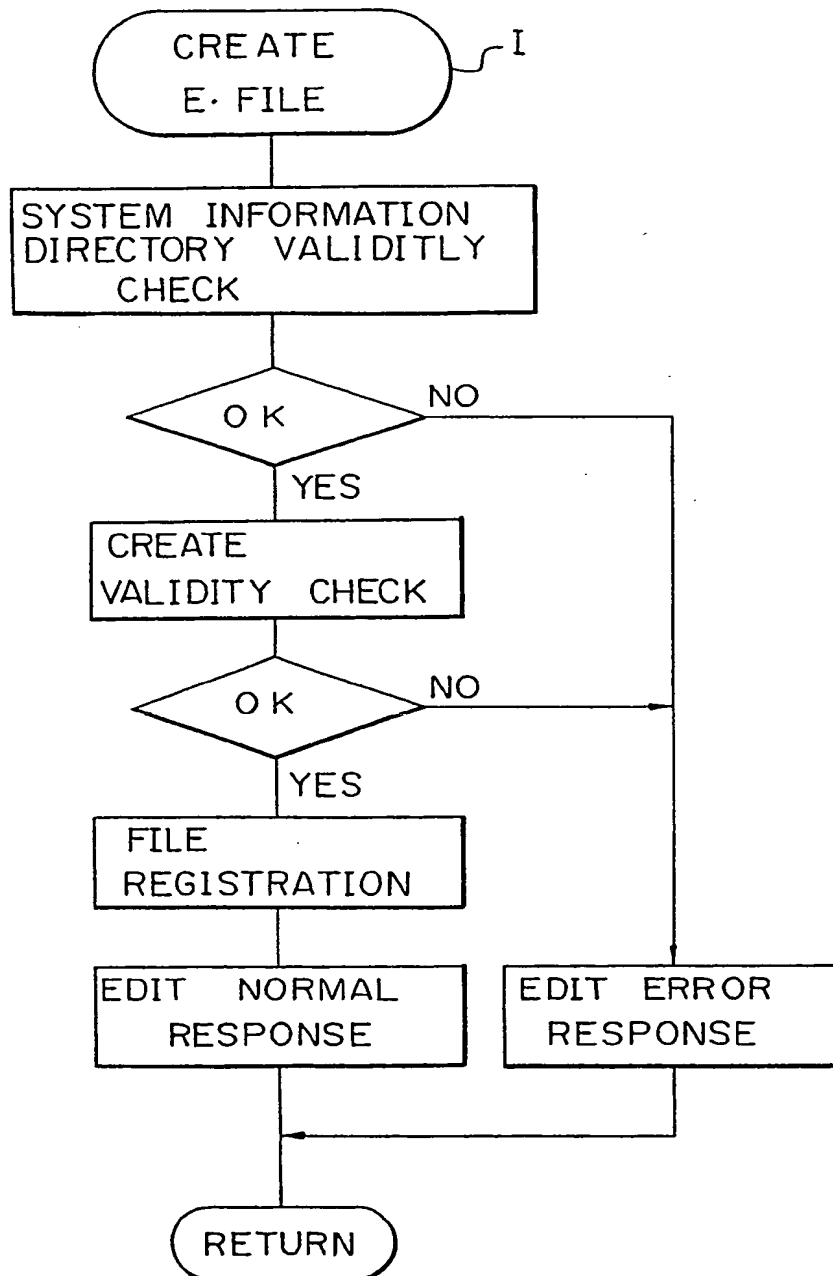 CREATE
E. FILE
I
SYSTEM INFORMATION
DIRECTORY VALIDITLY
CHECK
OK
NO
YES
CREATE
VALIDITY CHECK
OK
NO
YES
FILE
REGISTRATION
EDIT NORMAL
RESPONSE
EDIT ERROR
RESPONSE
RETURN